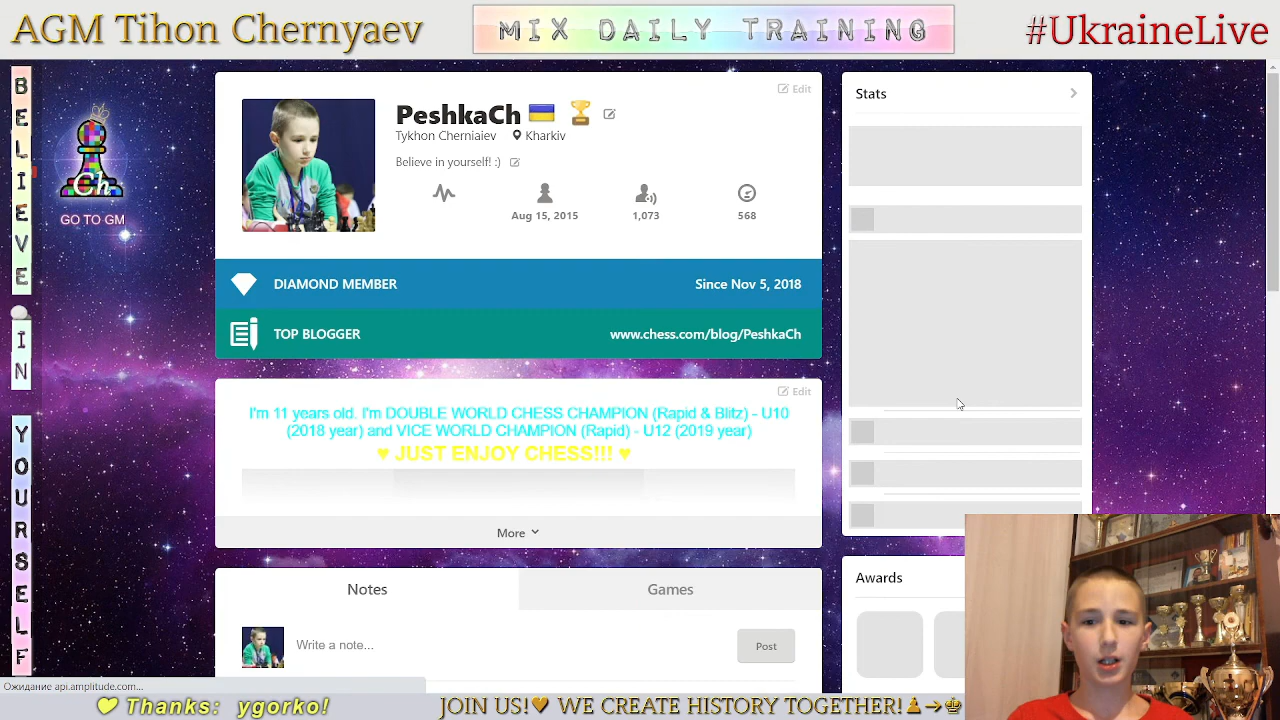 AGM Tihon Chernyaev
MIX DAILY TRAINING
#UkraineLive
BELIEVE
IN
YOURSELF
Ch
GO TO GM
Edit
PeshkaCh
Tykhon Cherniaiev
Kharkiv
Believe in yourself! :)
Aug 15, 2015
1,073
568
DIAMOND MEMBER
Since Nov 5, 2018
TOP BLOGGER
www.chess.com/blog/PeshkaCh
Edit
I'm 11 years old. I'm DOUBLE WORLD CHESS CHAMPION (Rapid & Blitz) - U10
(2018 year) and VICE WORLD CHAMPION (Rapid) - U12 (2019 year)
♥ JUST ENJOY CHESS!!! ♥
More
Notes
Games
Write a note...
Post
Stats
Awards
Ожидание api.amplitude.com...
Thanks: ygorko!
JOIN US!♥ WE CREATE HISTORY TOGETHER!♟→♚